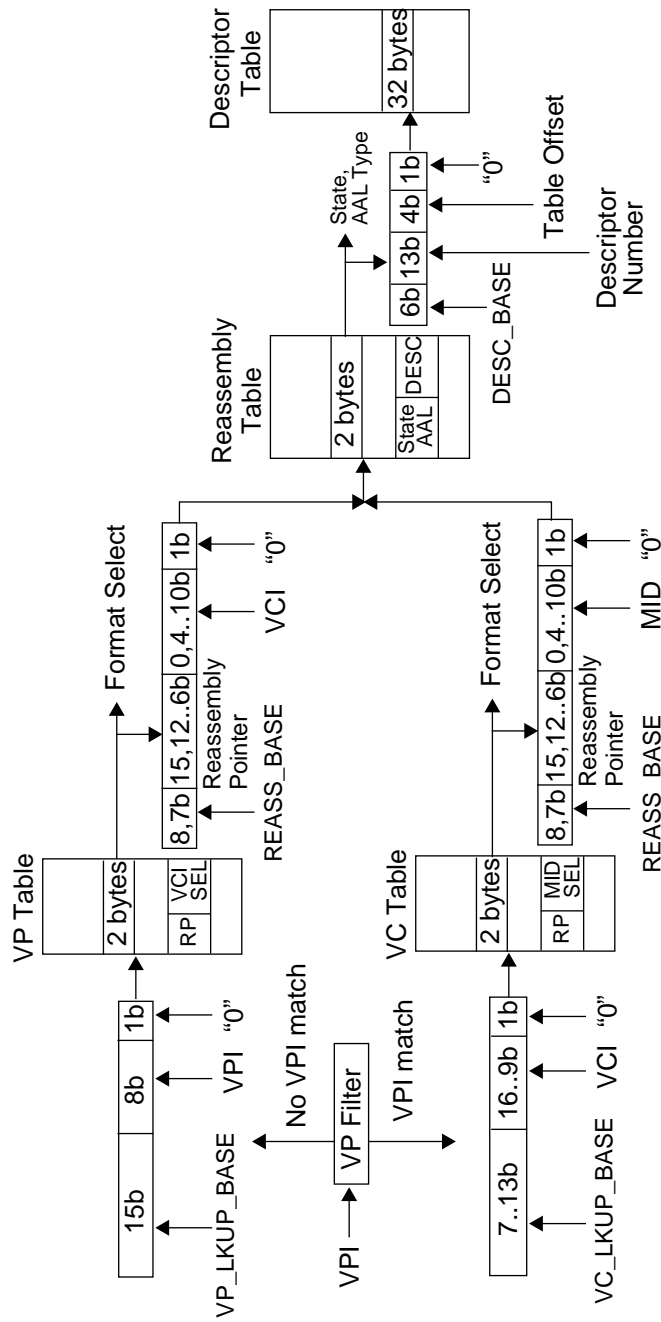 VP Table
2 bytes
RP
VCI
SEL
15b 8b 1b
VP_LKUP_BASE
VPI
“0”
Format Select
8,7b 15,12..6b 0,4..10b 1b
Reassembly
Pointer
REASS_BASE
VCI
“0”
No VPI match
VPI
VP Filter
VPI match
VC Table
2 bytes
RP
MID
SEL
7..13b 16..9b 1b
VC_LKUP_BASE
VCI
“0”
Format Select
8,7b 15,12..6b 0,4..10b 1b
Reassembly
Pointer
REASS BASE
MID
“0”
Reassembly
Table
2 bytes
State
AAL
DESC
State,
AAL Type
6b 13b 4b 1b
DESC_BASE
Descriptor
Number
Table Offset
“0”
Descriptor
Table
32 bytes